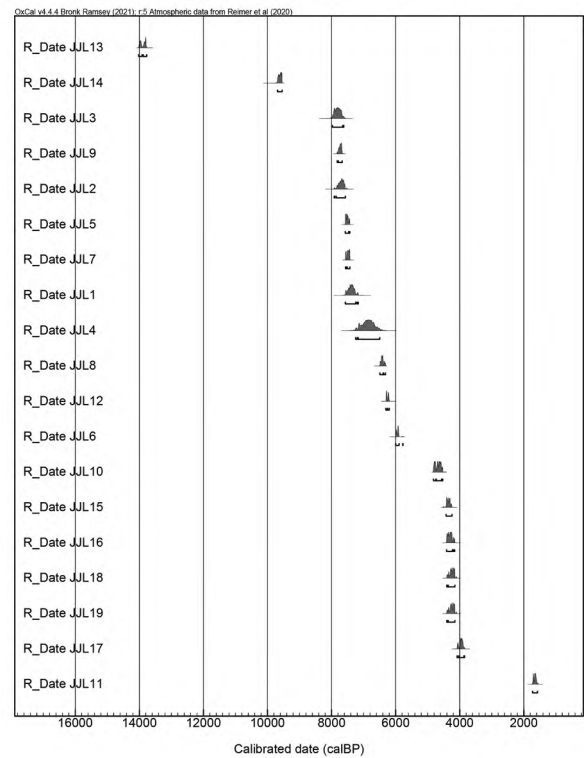 OxCal v4.4.4 Bronk Ramsey (2021); r:5 Atmospheric data from Reimer et al (2020)
R_Date JJL13
R_Date JJL14
R_Date JJL3
R_Date JJL9
R_Date JJL2
R_Date JJL5
R_Date JJL7
R_Date JJL1
R_Date JJL4
R_Date JJL8
R_Date JJL12
R_Date JJL6
R_Date JJL10
R_Date JJL15
R_Date JJL16
R_Date JJL18
R_Date JJL19
R_Date JJL17
R_Date JJL11
16000 14000 12000 10000 8000 6000 4000 2000
Calibrated date (calBP)